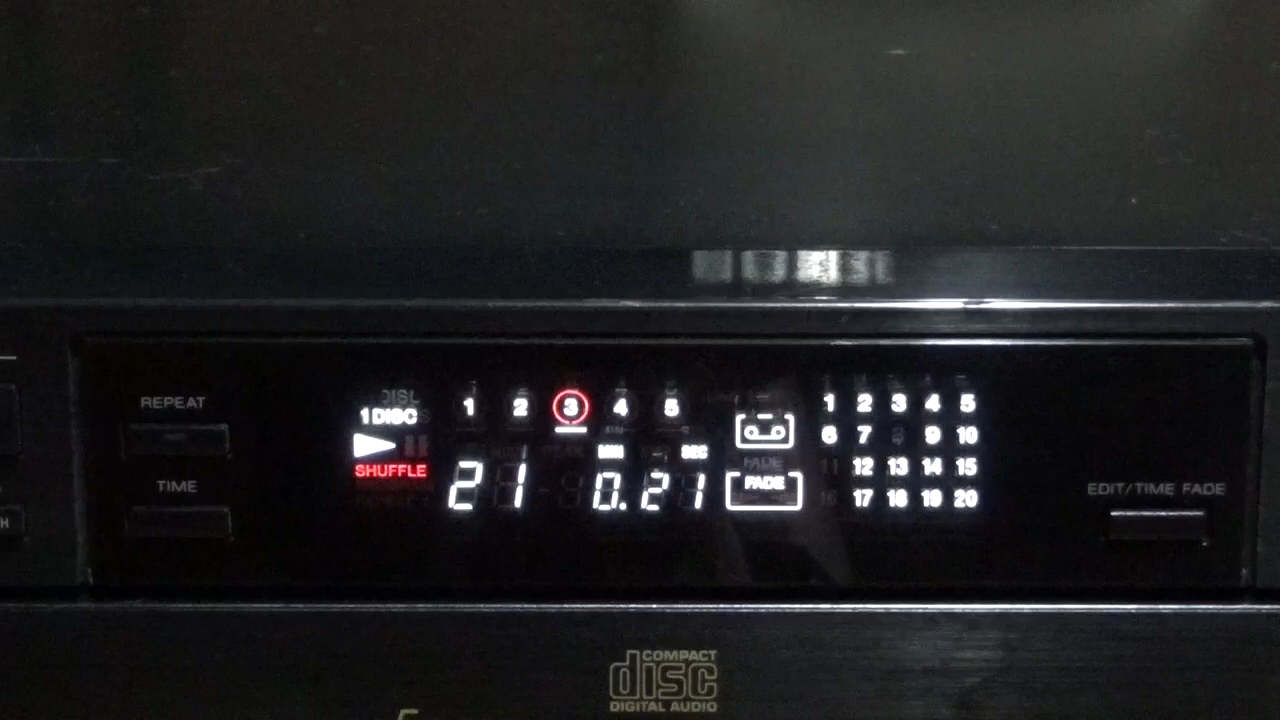 REPEAT
TIME
H
1 DISC
SHUFFLE
1 2 3 4 5
MIN SEC
21 0.21
FADE
1 2 3 4 5
6 7 9 10
12 13 14 15
17 18 19 20
EDIT/TIME FADE
COMPACT
disc
DIGITAL AUDIO